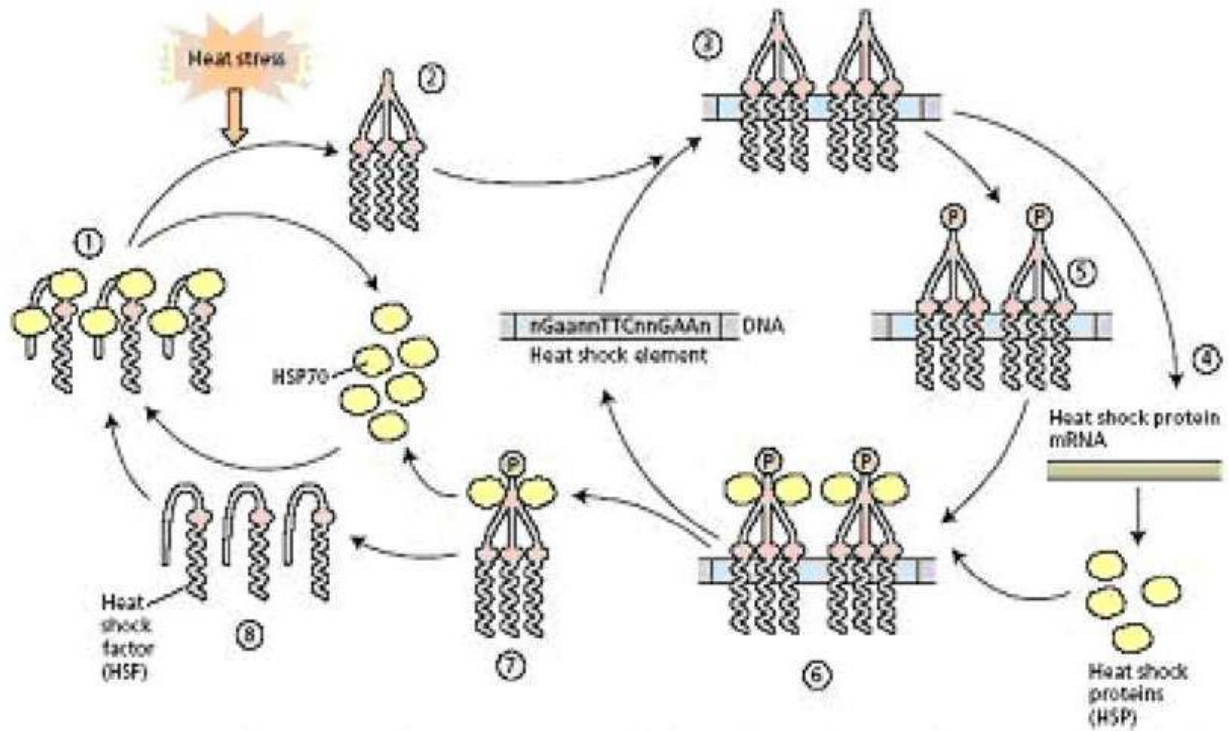 Heat stress
②
③
①
P
P
⑤
nGaannTTCnnGAAn
DNA
Heat shock element
HSP70
④
Heat shock protein
mRNA
P
P
P
Heat
shock
factor
(HSF)
⑧
⑦
⑥
Heat shock
proteins
(HSP)